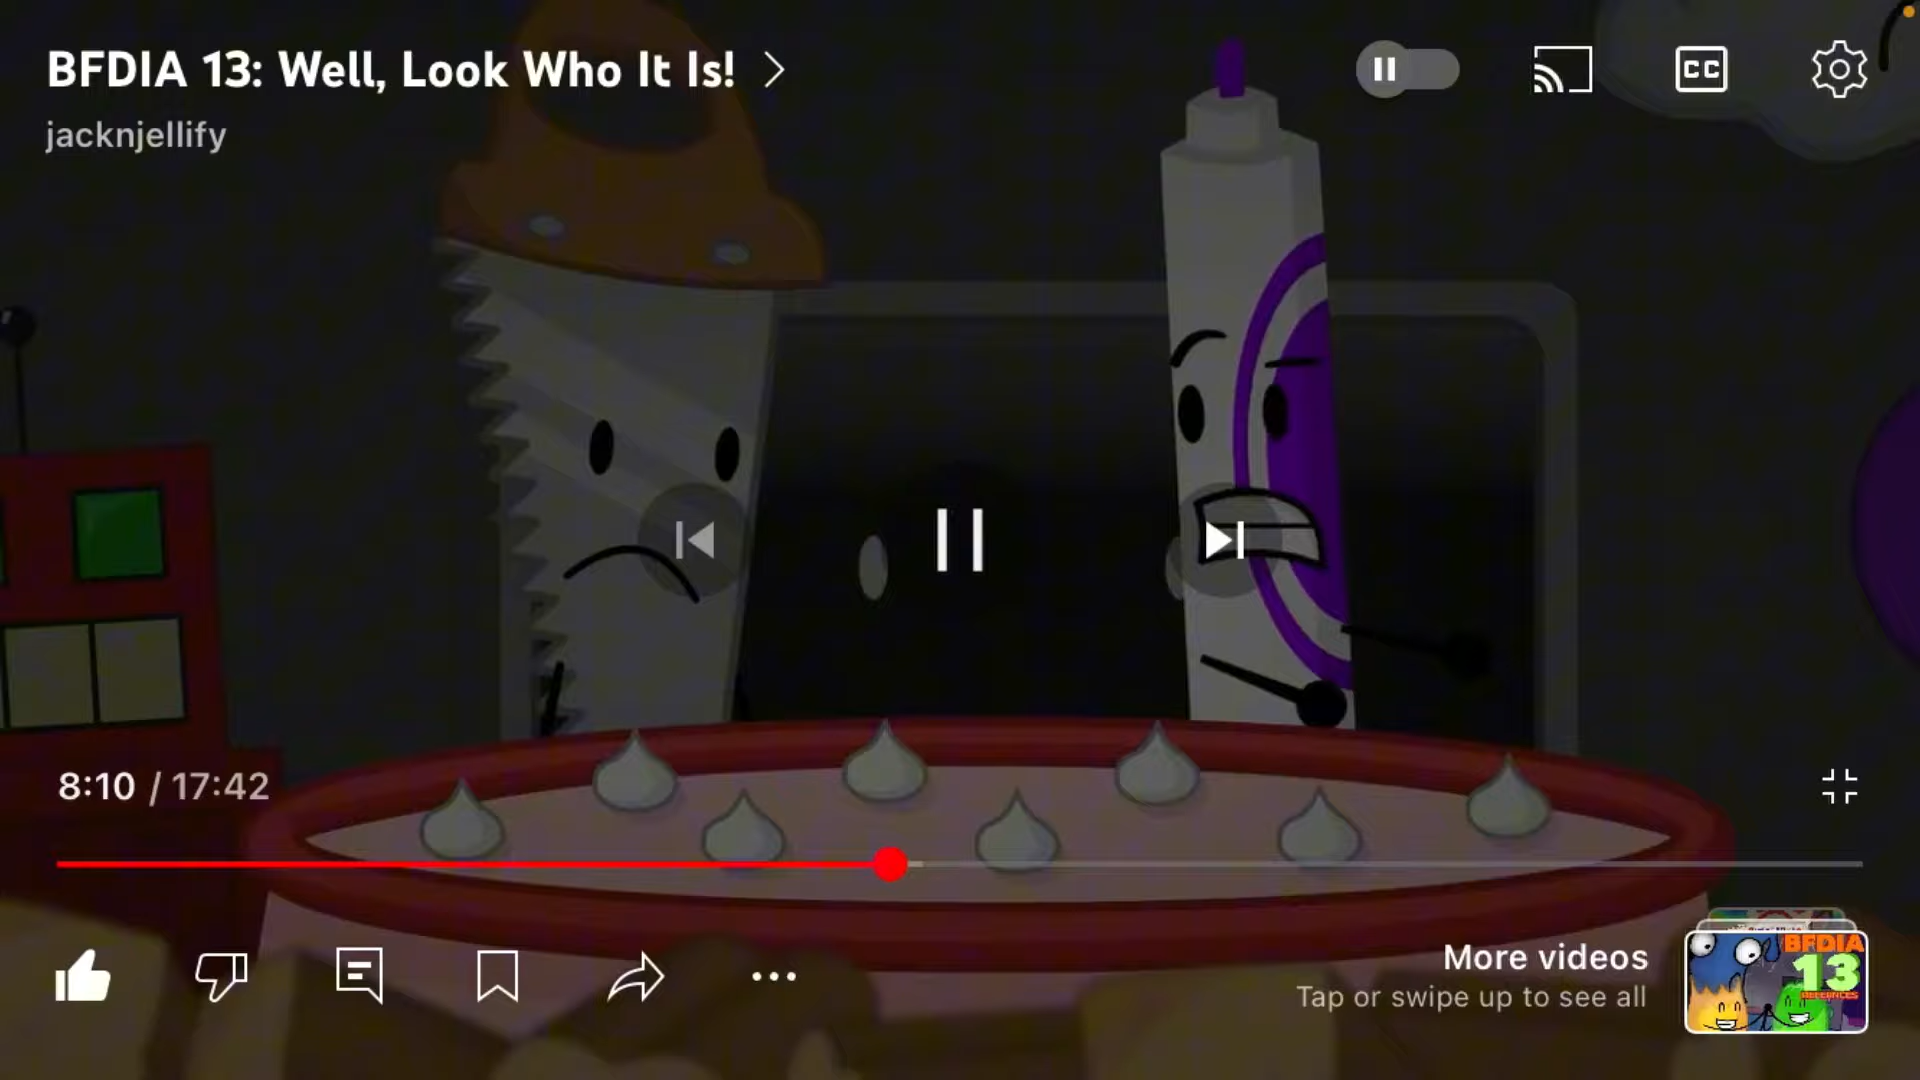 BFDIA 13: Well, Look Who It Is!
jacknjellify
CC
8:10 / 17:42
More videos
Tap or swipe up to see all
BFDIA
13